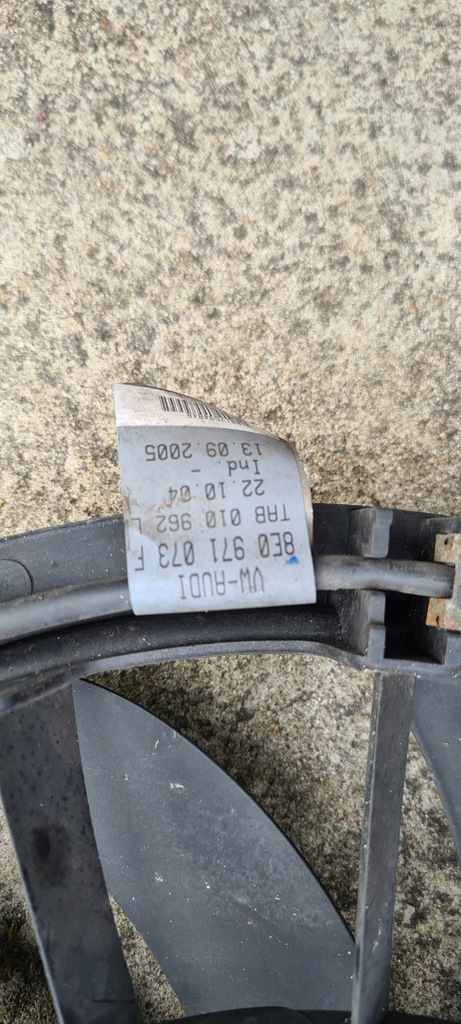 VW-AUDI
8E0 971 073 F
TAB 010 962
22.10.04
Ind. -
13.09.2005